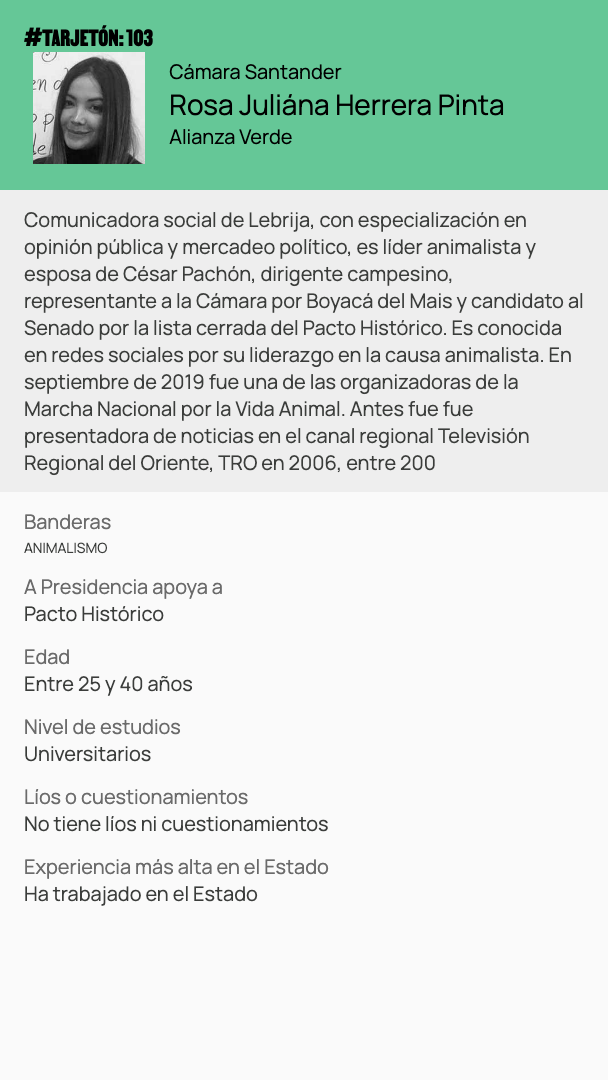 #TARJETÓN: 103
Cámara Santander
Rosa Juliána Herrera Pinta
Alianza Verde
Comunicadora social de Lebrija, con especialización en
opinión pública y mercadeo político, es líder animalista y
esposa de César Pachón, dirigente campesino,
representante a la Cámara por Boyacá del Mais y candidato al
Senado por la lista cerrada del Pacto Histórico. Es conocida
en redes sociales por su liderazgo en la causa animalista. En
septiembre de 2019 fue una de las organizadoras de la
Marcha Nacional por la Vida Animal. Antes fue fue
presentadora de noticias en el canal regional Televisión
Regional del Oriente, TRO en 2006, entre 200
Banderas
ANIMALISMO
A Presidencia apoya a
Pacto Histórico
Edad
Entre 25 y 40 años
Nivel de estudios
Universitarios
Líos o cuestionamientos
No tiene líos ni cuestionamientos
Experiencia más alta en el Estado
Ha trabajado en el Estado